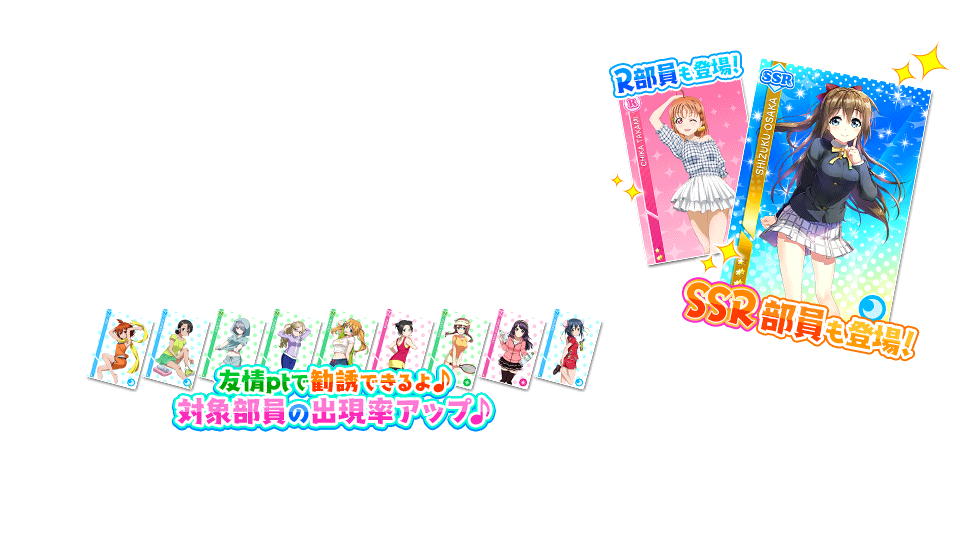 R部員も登場!
R
CHIKA TAKAMI
SSR
SHIZUKU OSAKA
SSR部員も登場!
友情ptで勧誘できるよ♪
対象部員の出現率アップ♪